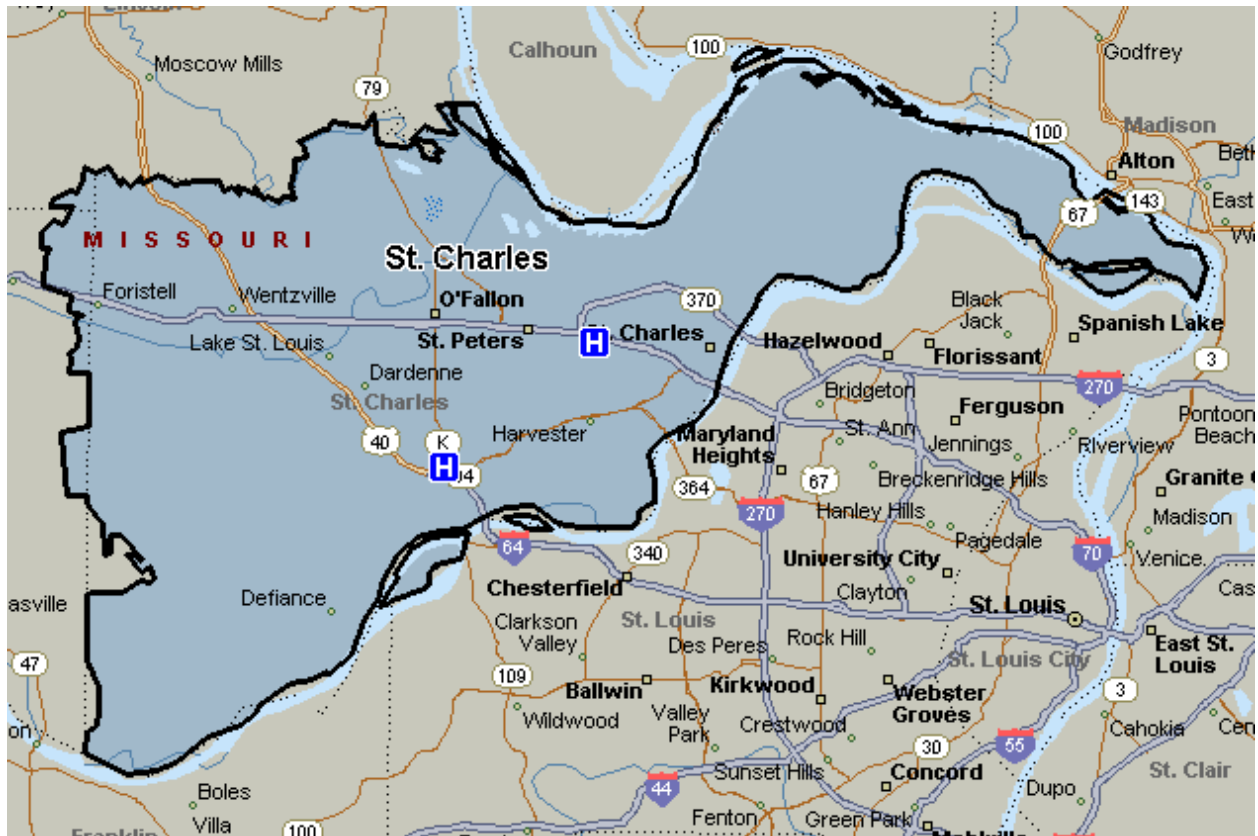 Calhoun
100
Godfrey
Moscow Mills
79
Madison
100
Alton
Beth
143
East
67
MISSOURI
St. Charles
Foristell
Wentzville
O'Fallon
370
Black
Jack
Spanish Lake
Lake St. Louis
St. Peters
H
Charles
Hazelwood
Florissant
3
Dardenne
270
St. Charles
Bridgeton
Ferguson
Pontoon
Beach
40
K
Harvester
Maryland
Heights
St. Ann
Jennings
Riverview
H
364
67
Breckenridge Hills
Granite
270
Hanley Hills
Madison
64
340
Pagedale
70
Venice
University City
Chesterfield
Clayton
St. Louis
asville
Defiance
Clarkson
Valley
St. Louis
Des Peres
Rock Hill
St. Louis City
East St.
Louis
47
109
Ballwin
Kirkwood
Webster
Groves
3
on
Wildwood
Valley
Park
Crestwood
Cahokia
30
55
Sunset Hills
Concord
St. Clair
Boles
Villa
44
Dupo
Fenton
Green Park
100
Franklin